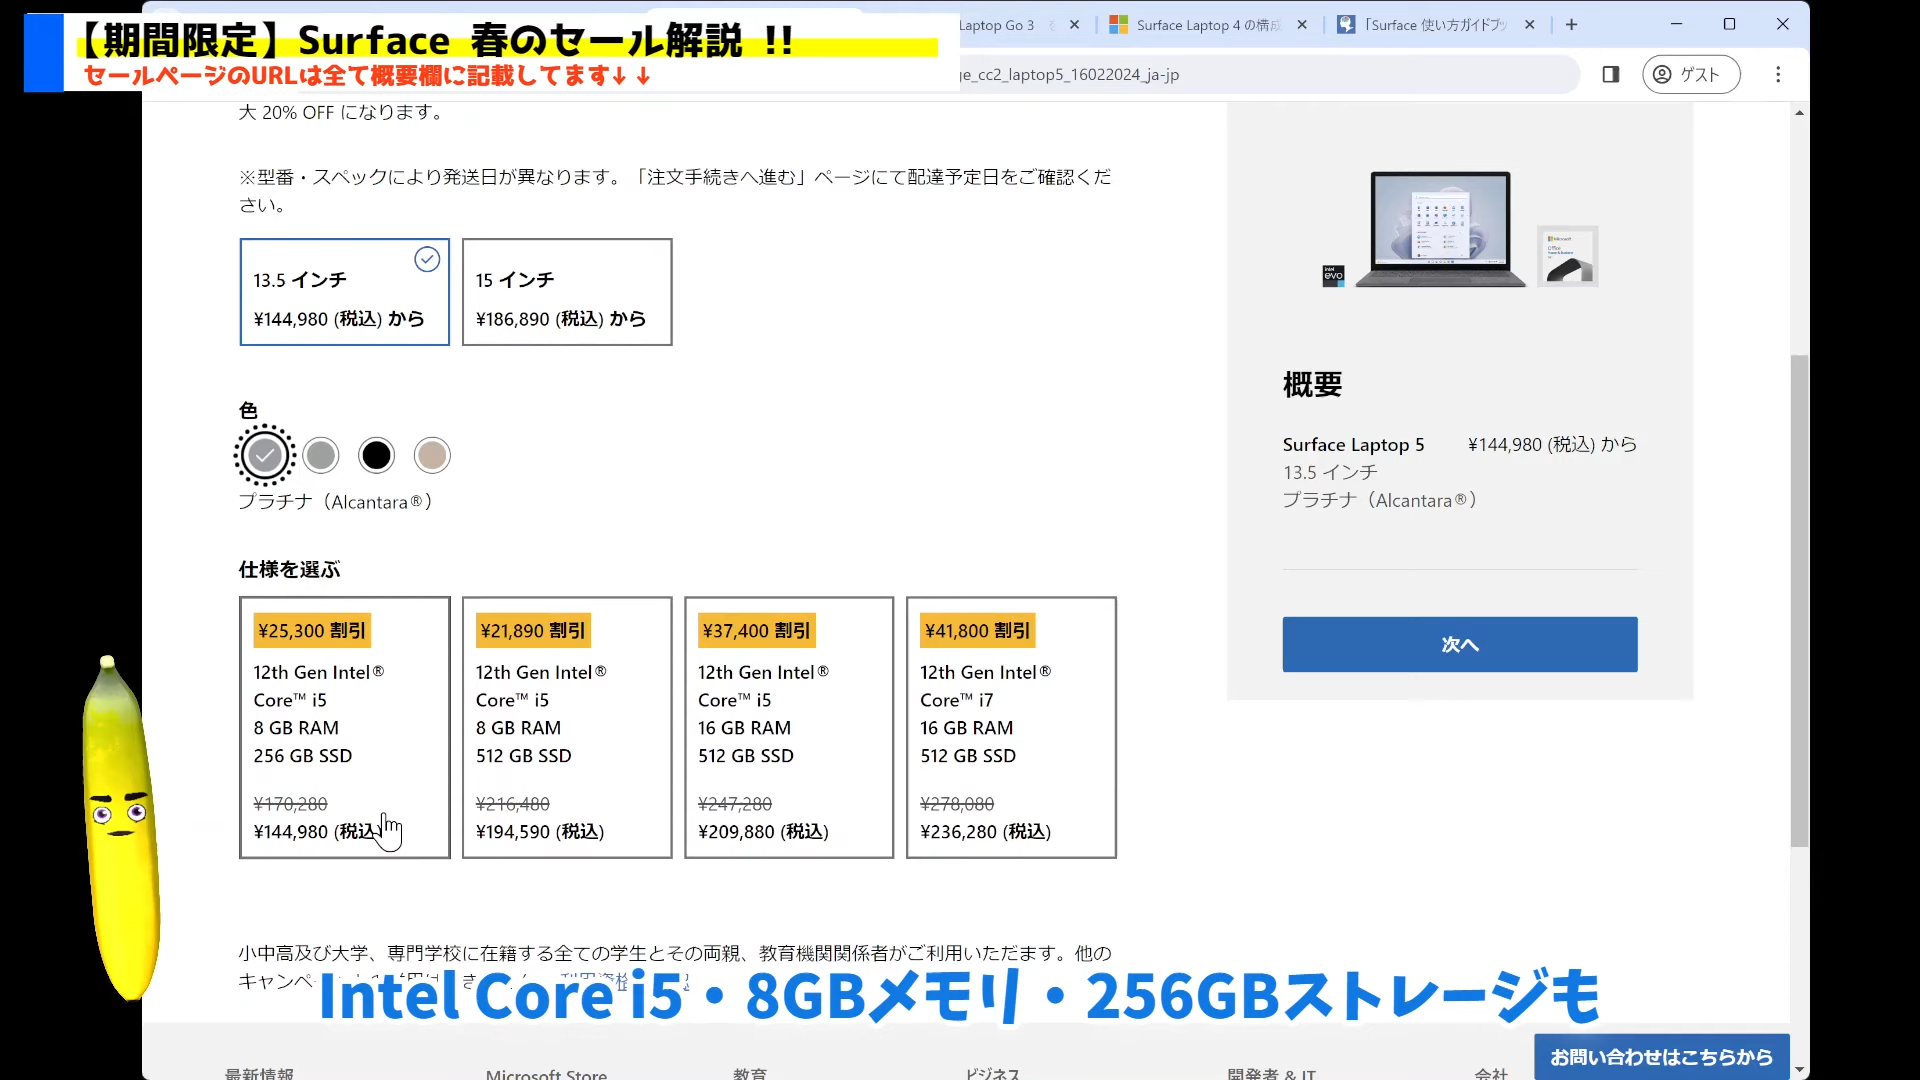 【期間限定】Surface 春のセール解説 !!
セールページのURLは全て概要欄に記載してます↓↓
Laptop Go 3
Surface Laptop 4 の構成
「Surface 使い方ガイドブッ
ge_cc2_laptop5_16022024_ja-jp
ゲスト
大 20% OFF になります。
※型番・スペックにより発送日が異なります。「注文手続きへ進む」ページにて配達予定日をご確認くだ
さい。
13.5 インチ
¥144,980 (税込) から
15 インチ
¥186,890 (税込) から
色
プラチナ（Alcantara®）
仕様を選ぶ
¥25,300 割引
12th Gen Intel®
Core™ i5
8 GB RAM
256 GB SSD
¥170,280
¥144,980 (税込)
¥21,890 割引
12th Gen Intel®
Core™ i5
8 GB RAM
512 GB SSD
¥216,480
¥194,590 (税込)
¥37,400 割引
12th Gen Intel®
Core™ i5
16 GB RAM
512 GB SSD
¥247,280
¥209,880 (税込)
¥41,800 割引
12th Gen Intel®
Core™ i7
16 GB RAM
512 GB SSD
¥278,080
¥236,280 (税込)
intel
evo
Microsoft
Office
概要
Surface Laptop 5 ¥144,980 (税込) から
13.5 インチ
プラチナ（Alcantara®）
次へ
小中高及び大学、専門学校に在籍する全ての学生とその両親、教育機関関係者がご利用いただます。他の
キャンペ
Intel Core i5・8GBメモリ・256GBストレージも
お問い合わせはこちらから
最新情報 Microsoft Store 教育 ビジネス 開発者 & IT 会社